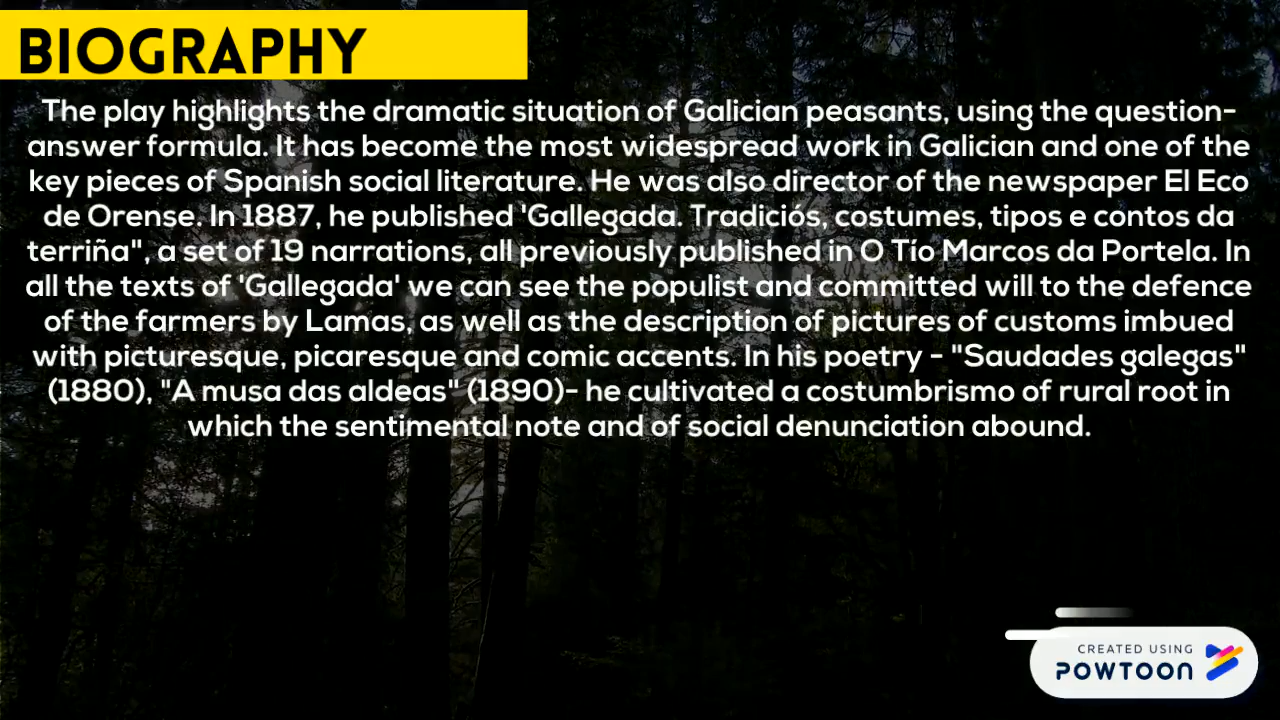 BIOGRAPHY
The play highlights the dramatic situation of Galician peasants, using the question-
answer formula. It has become the most widespread work in Galician and one of the
key pieces of Spanish social literature. He was also director of the newspaper El Eco
de Orense. In 1887, he published 'Gallegada. Tradiciós, costumes, tipos e contos da
terriña", a set of 19 narrations, all previously published in O Tío Marcos da Portela. In
all the texts of 'Gallegada' we can see the populist and committed will to the defence
of the farmers by Lamas, as well as the description of pictures of customs imbued
with picturesque, picaresque and comic accents. In his poetry - "Saudades galegas"
(1880), "A musa das aldeas" (1890)- he cultivated a costumbrismo of rural root in
which the sentimental note and of social denunciation abound.
CREATED USING
POWTOON